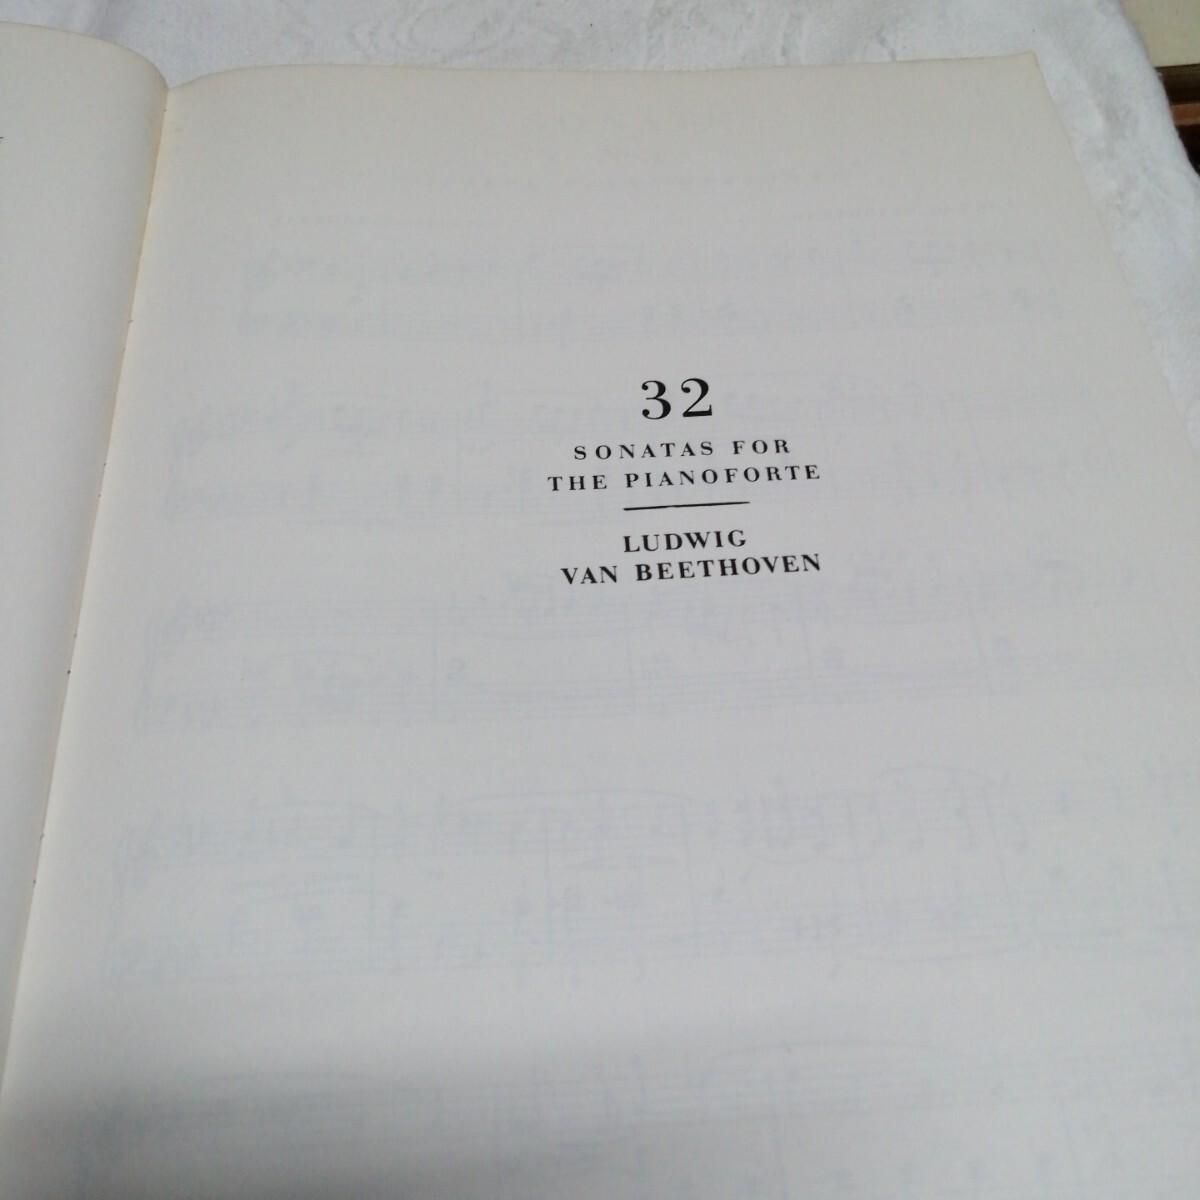 32
SONATAS FOR
THE PIANOFORTE
LUDWIG
VAN BEETHOVEN